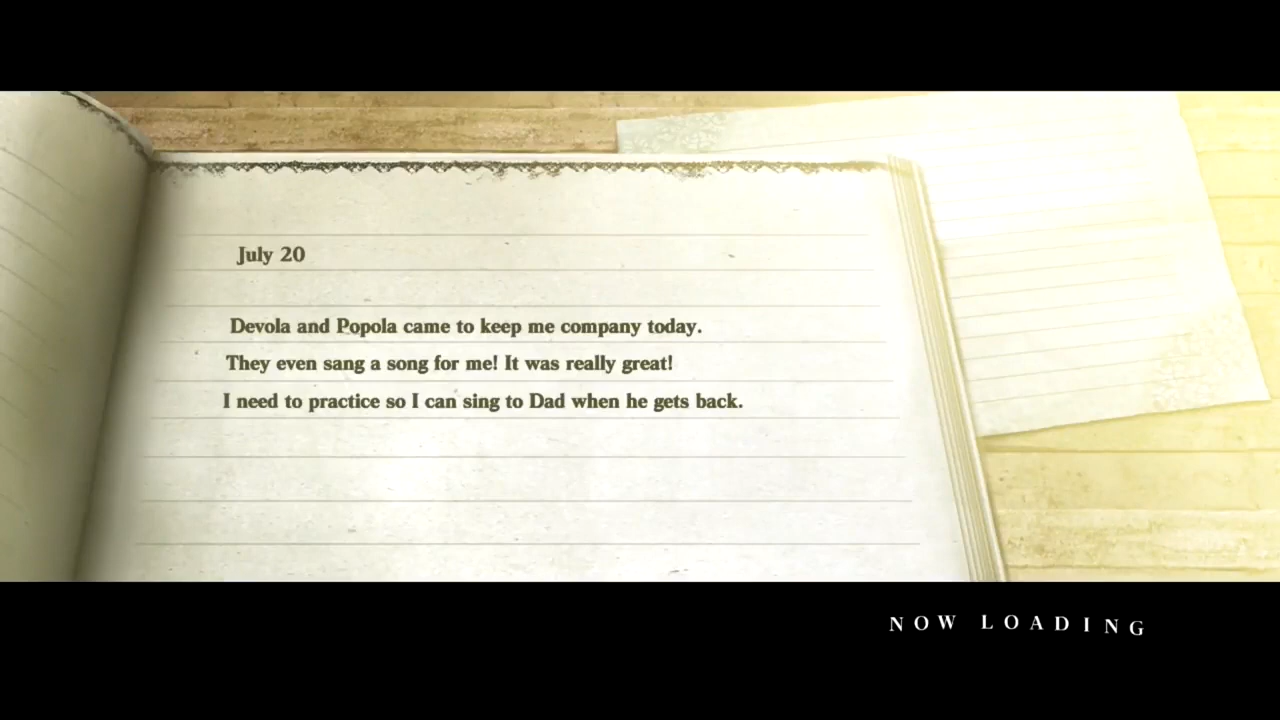 July 20
Devola and Popola came to keep me company today.
They even sang a song for me! It was really great!
I need to practice so I can sing to Dad when he gets back.
NOW LOADING